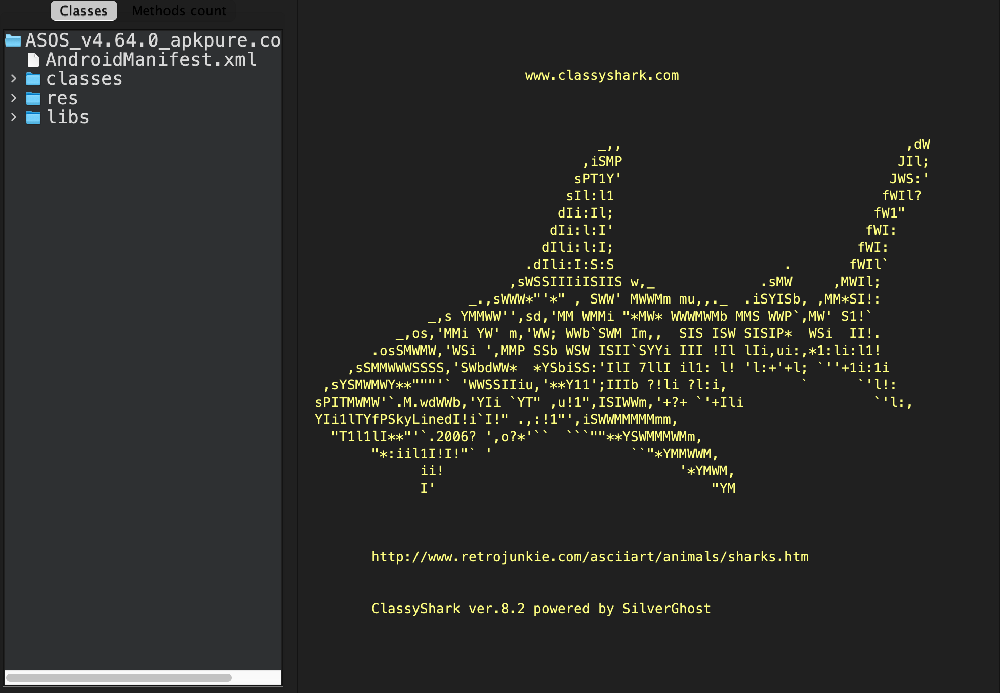 Classes Methods count
ASOS_v4.64.0_apkpure.co
AndroidManifest.xml
classes
res
libs
www.classyshark.com
_,, ,dW
,iSMP JIl;
sPT1Y' JWS:'
sIl:l1 fWIl?
dIi:Il; fW1"
dIi:l:I' fWI:
dIli:l:I; fWI:
.dIli:I:S:S . fWIl`
,sWSSIIIiISIIS w,_ .sMW ,MWIl;
_.,sWWW*"'*" , SWW' MWWMm mu,,._ .iSYISb, ,MM*SI!:
_,s YMMWW'',sd,'MM WMMi "*MW* WWWMWMb MMS WWP`,MW' S1!`
_,os,'MMi YW' m,'WW; WWb`SWM Im,, SIS ISW SISIP* WSi II!.
.osSMWMW,'WSi ',MMP SSb WSW ISII`SYYi III !Il lIi,ui:,*1:li:l1!
,sSMMWWWSSSS,'SWbdWW* *YSbiSS:'IlI 7llI il1: l! 'l:+'+l; `''+1i:1i
,sYSMWMWY**"""'` 'WWSSIIiu,'**Y11';IIIb ?!li ?l:i, ` `'l!:
sPITMWMW'`.M.wdWWb,'YIi `YT" ,u!1",ISIWWm,'+?+ `'+Ili `'l:,
YIi1lTYfPSkyLinedI!i`I!" .,:!1"',iSWWMMMMMmm,
"T1l1lI**"'`.2006? ',o?*'`` ```""**YSWMMMWMm,
"*:iil1I!I!"` ' ``"*YMMWWM,
ii! '*YMWM,
I' "YM
http://www.retrojunkie.com/asciiart/animals/sharks.htm
ClassyShark ver.8.2 powered by SilverGhost